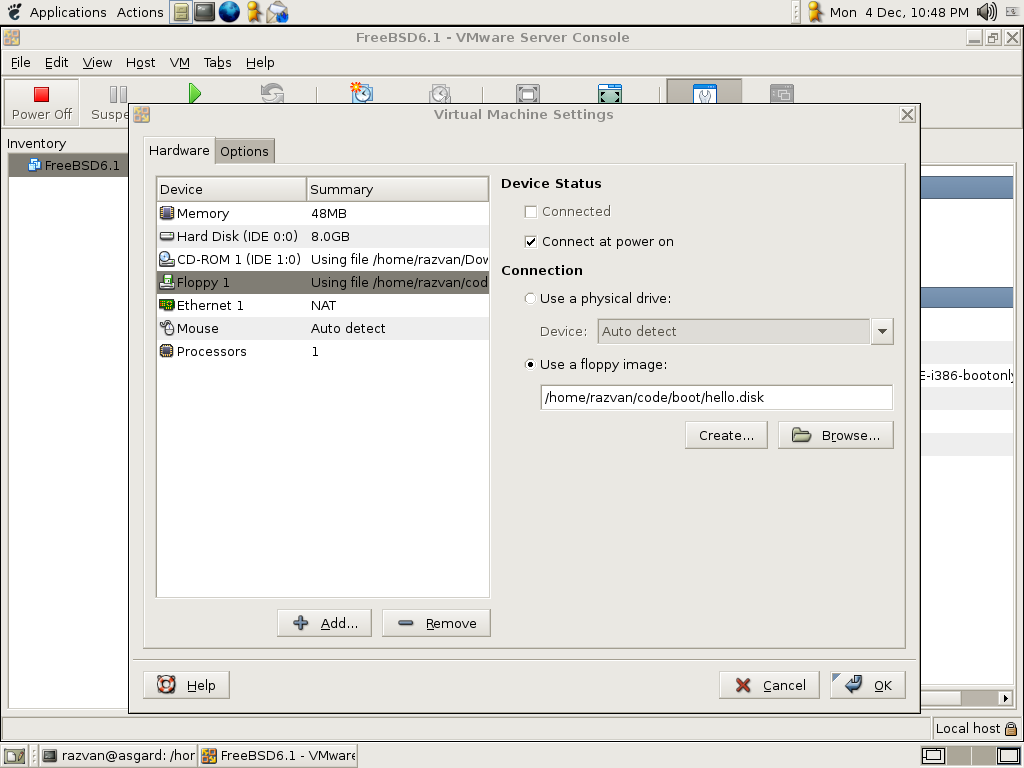 Applications Actions Mon 4 Dec, 10:48 PM
FreeBSD6.1 - VMware Server Console
File Edit View Host VM Tabs Help
Power Off Suspe
Virtual Machine Settings
Inventory
FreeBSD6.1
Hardware Options
Device Summary
Memory 48MB
Hard Disk (IDE 0:0) 8.0GB
CD-ROM 1 (IDE 1:0) Using file /home/razvan/Dow
Floppy 1 Using file /home/razvan/cod
Ethernet 1 NAT
Mouse Auto detect
Processors 1
Add... Remove
Device Status
Connected
Connect at power on
Connection
Use a physical drive:
Device: Auto detect
Use a floppy image:
/home/razvan/code/boot/hello.disk
Create... Browse...
E-i386-bootonly
Help Cancel OK
Local host
razvan@asgard: /hor FreeBSD6.1 - VMware